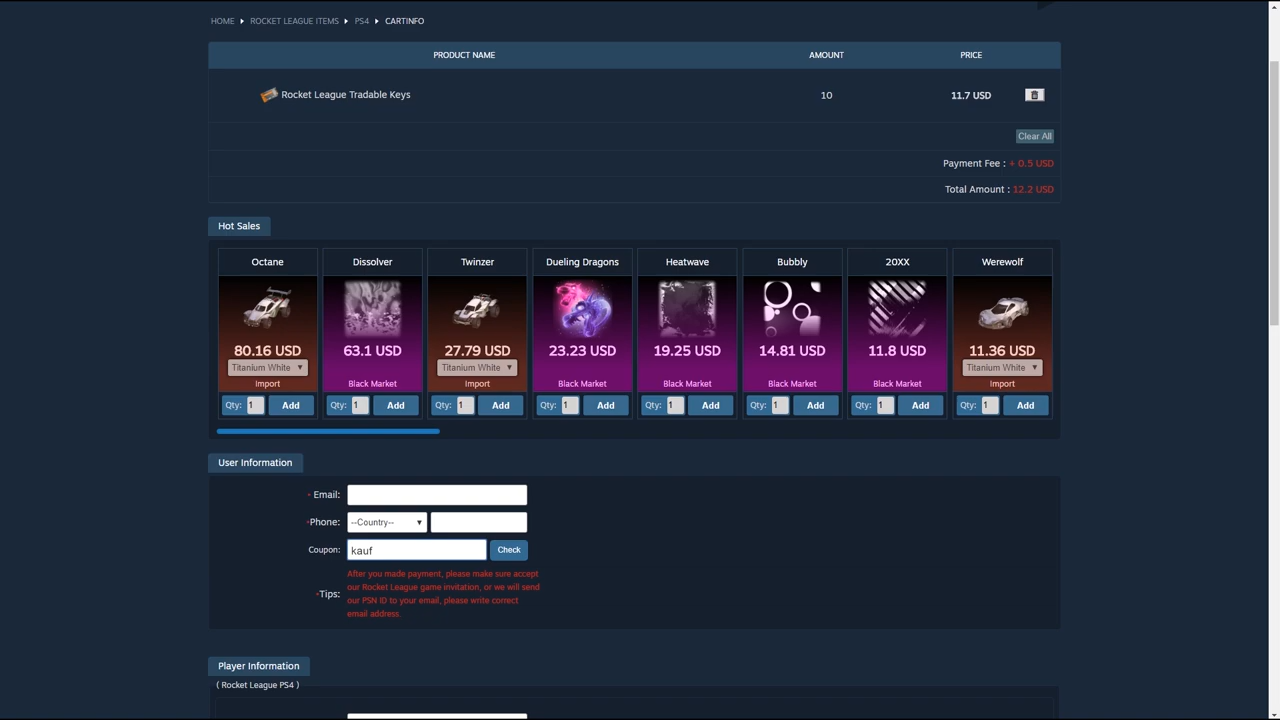 HOME ▸ ROCKET LEAGUE ITEMS ▸ PS4 ▸ CARTINFO
PRODUCT NAME AMOUNT PRICE
Rocket League Tradable Keys 10 11.7 USD
Clear All
Payment Fee : + 0.5 USD
Total Amount : 12.2 USD
Hot Sales
Octane Dissolver Twinzer Dueling Dragons Heatwave Bubbly 20XX Werewolf
80.16 USD 63.1 USD 27.79 USD 23.23 USD 19.25 USD 14.81 USD 11.8 USD 11.36 USD
Titanium White ▼ Titanium White ▼ Titanium White ▼
Import Black Market Import Black Market Black Market Black Market Black Market Import
Qty: 1 Add Qty: 1 Add Qty: 1 Add Qty: 1 Add Qty: 1 Add Qty: 1 Add Qty: 1 Add Qty: 1 Add
User Information
* Email:
*Phone: --Country-- ▼
Coupon: kauf Check
*Tips: After you made payment, please make sure accept
our Rocket League game invitation, or we will send
our PSN ID to your email, please write correct
email address.
Player Information
( Rocket League PS4 )